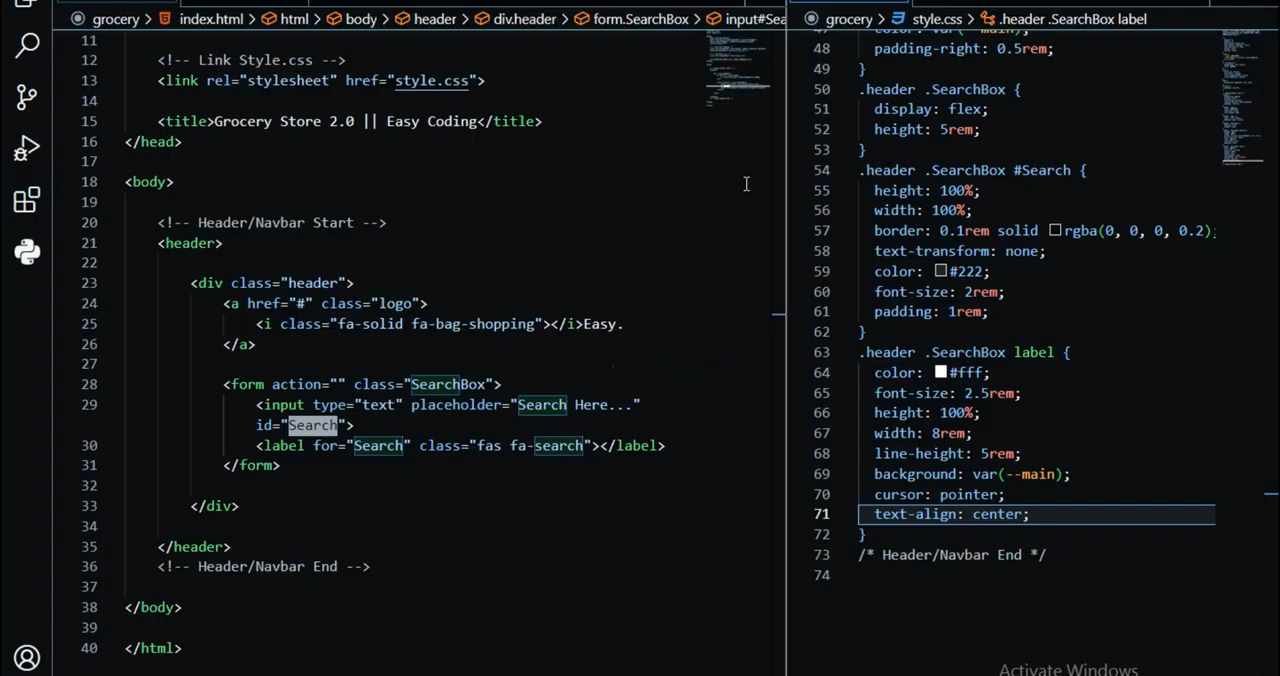 grocery > index.html > html > body > header > div.header > form.SearchBox > input#Sea
11
12 <!-- Link Style.css -->
13 <link rel="stylesheet" href="style.css">
14
15 <title>Grocery Store 2.0 || Easy Coding</title>
16 </head>
17
18 <body>
19
20 <!-- Header/Navbar Start -->
21 <header>
22
23 <div class="header">
24 <a href="#" class="logo">
25 <i class="fa-solid fa-bag-shopping"></i>Easy.
26 </a>
27
28 <form action="" class="SearchBox">
29 <input type="text" placeholder="Search Here..."
id="Search">
30 <label for="Search" class="fas fa-search"></label>
31 </form>
32
33 </div>
34
35 </header>
36 <!-- Header/Navbar End -->
37
38 </body>
39
40 </html>
grocery > style.css > .header .SearchBox label
47 color: var(--main);
48 padding-right: 0.5rem;
49 }
50 .header .SearchBox {
51 display: flex;
52 height: 5rem;
53 }
54 .header .SearchBox #Search {
55 height: 100%;
56 width: 100%;
57 border: 0.1rem solid rgba(0, 0, 0, 0.2);
58 text-transform: none;
59 color: #222;
60 font-size: 2rem;
61 padding: 1rem;
62 }
63 .header .SearchBox label {
64 color: #fff;
65 font-size: 2.5rem;
66 height: 100%;
67 width: 8rem;
68 line-height: 5rem;
69 background: var(--main);
70 cursor: pointer;
71 text-align: center;
72 }
73 /* Header/Navbar End */
74
Activate Windows